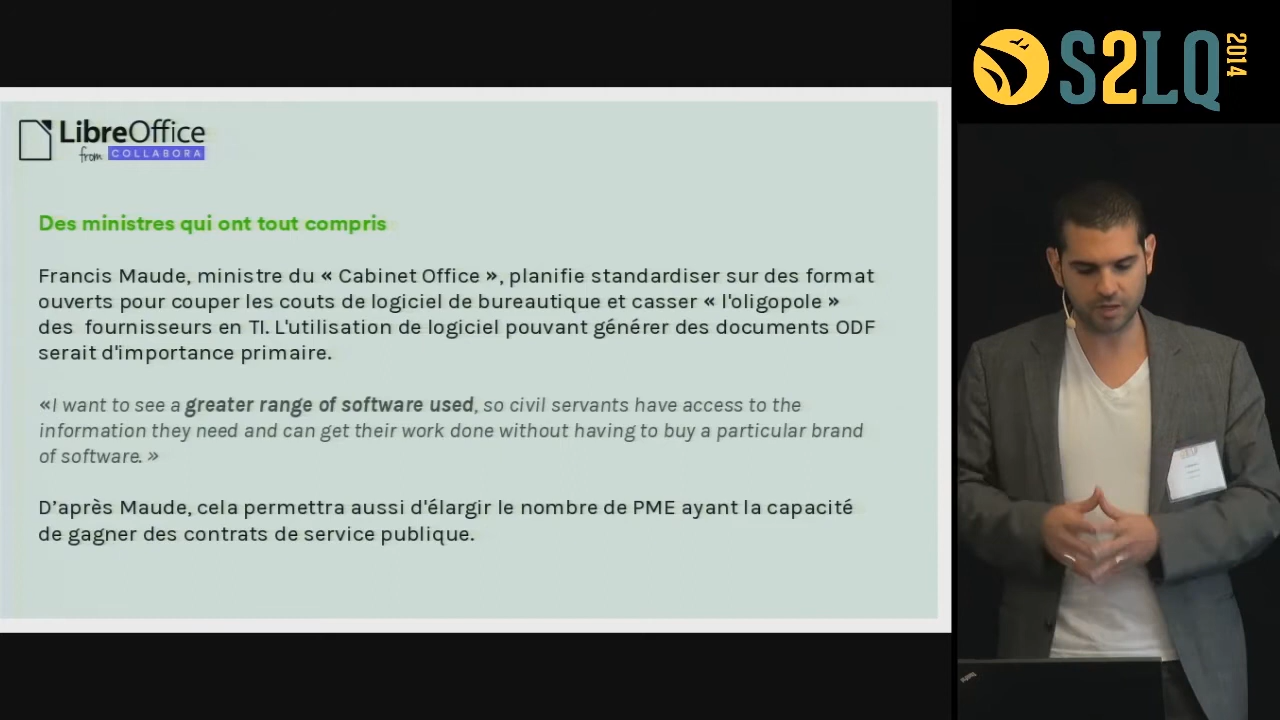 S2LQ 2014
LibreOffice
from COLLABORA
Des ministres qui ont tout compris
Francis Maude, ministre du « Cabinet Office », planifie standardiser sur des format
ouverts pour couper les couts de logiciel de bureautique et casser « l'oligopole »
des  fournisseurs en TI. L'utilisation de logiciel pouvant générer des documents ODF
serait d'importance primaire.
«I want to see a greater range of software used, so civil servants have access to the
information they need and can get their work done without having to buy a particular brand
of software. »
D’après Maude, cela permettra aussi d'élargir le nombre de PME ayant la capacité
de gagner des contrats de service publique.